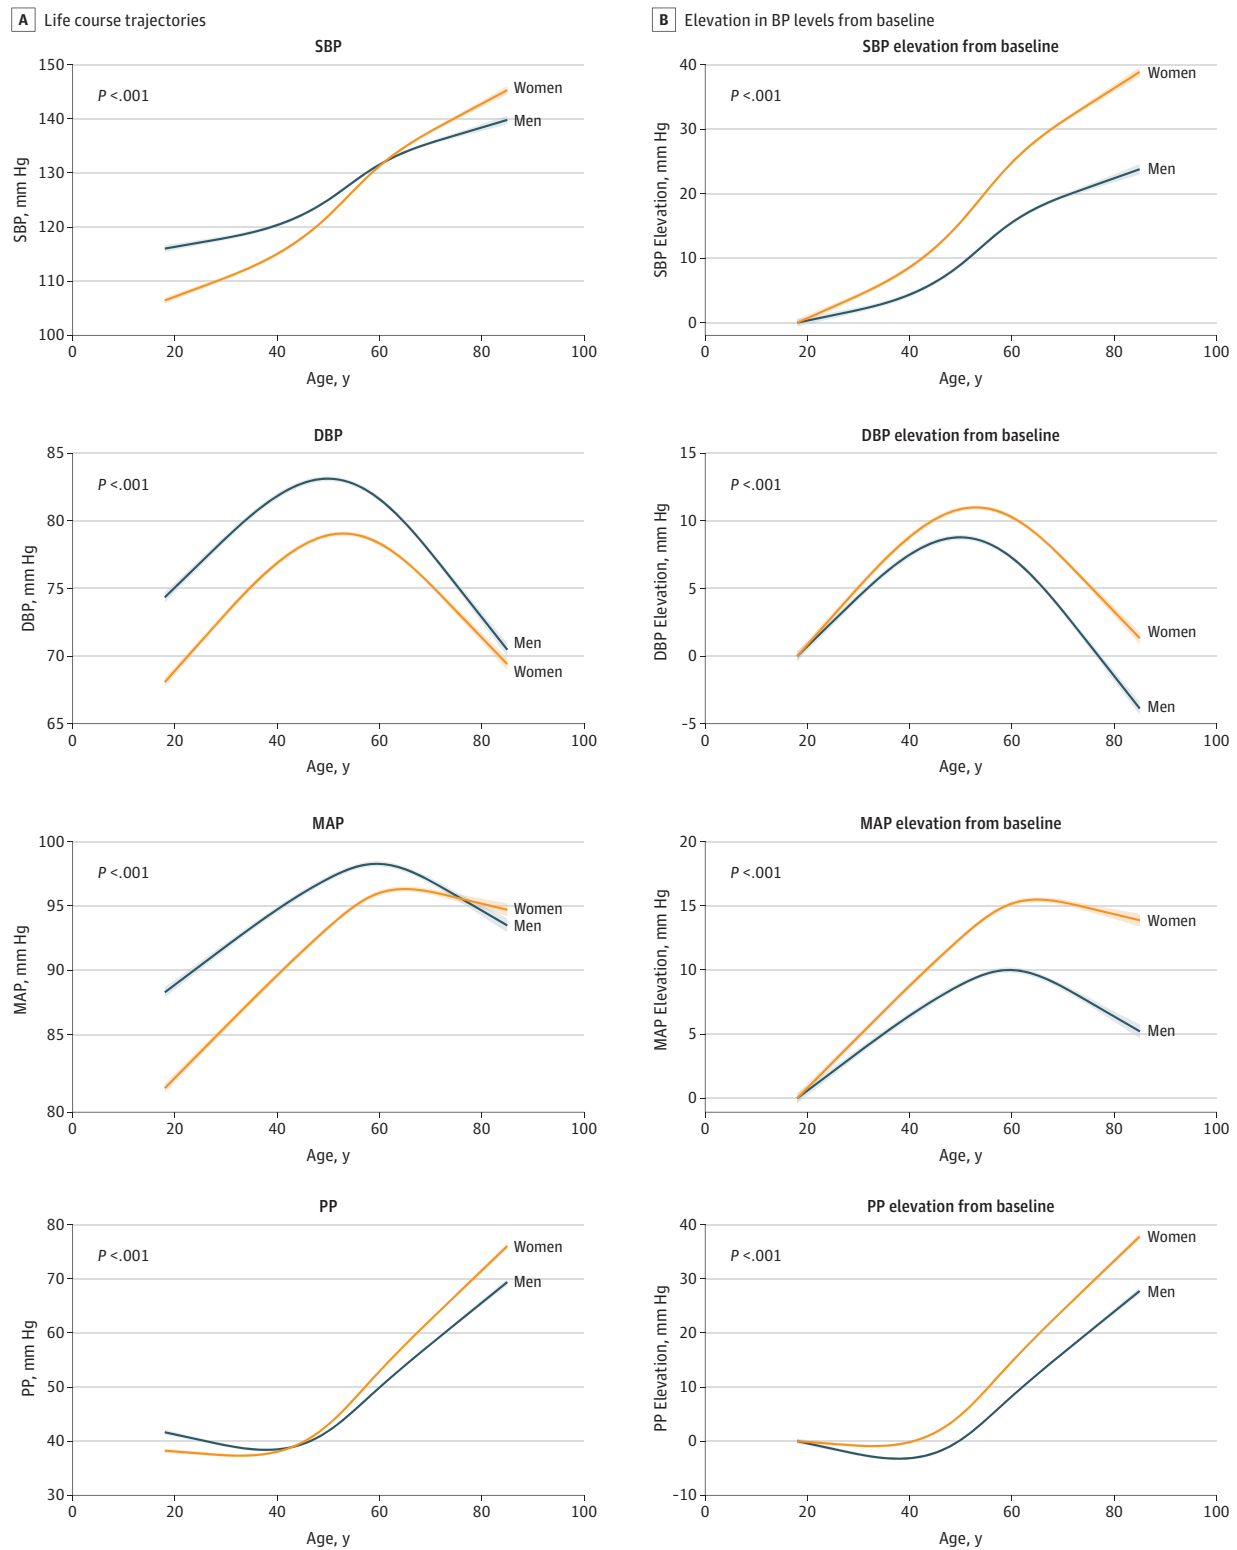 A Life course trajectories
SBP
150
140
130
120
110
100
SBP, mm Hg
P <.001
Women
Men
0 20 40 60 80 100
Age, y
DBP
85
80
75
70
65
DBP, mm Hg
P <.001
Men
Women
0 20 40 60 80 100
Age, y
MAP
100
95
90
85
80
MAP, mm Hg
P <.001
Women
Men
0 20 40 60 80 100
Age, y
PP
80
70
60
50
40
30
PP, mm Hg
P <.001
Women
Men
0 20 40 60 80 100
Age, y
B Elevation in BP levels from baseline
SBP elevation from baseline
40
30
20
10
0
SBP Elevation, mm Hg
P <.001
Women
Men
0 20 40 60 80 100
Age, y
DBP elevation from baseline
15
10
5
0
-5
DBP Elevation, mm Hg
P <.001
Women
Men
0 20 40 60 80 100
Age, y
MAP elevation from baseline
20
15
10
5
0
MAP Elevation, mm Hg
P <.001
Women
Men
0 20 40 60 80 100
Age, y
PP elevation from baseline
40
30
20
10
0
-10
PP Elevation, mm Hg
P <.001
Women
Men
0 20 40 60 80 100
Age, y